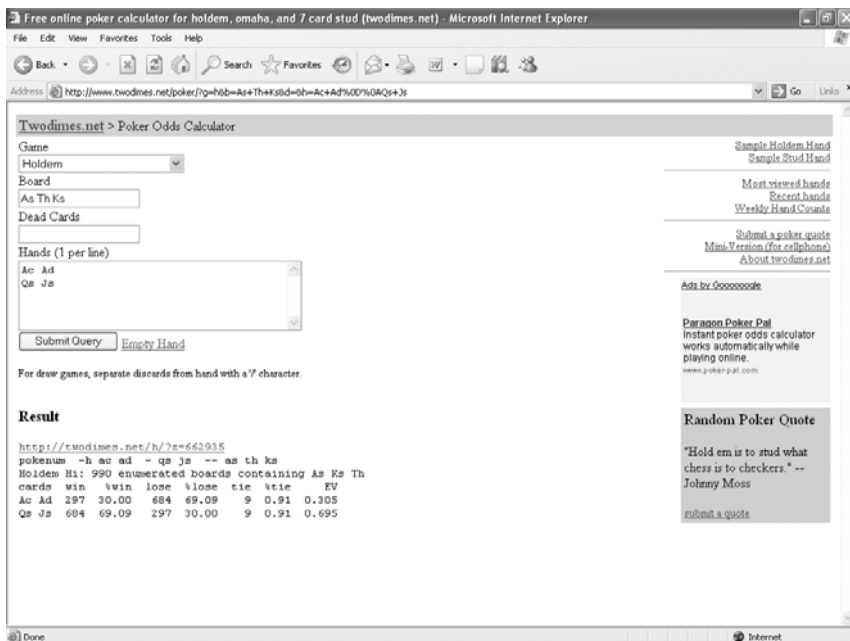 Free online poker calculator for holdem, omaha, and 7 card stud (twodimes.net) - Microsoft Internet Explorer
File Edit View Favorites Tools Help
Back Search Favorites
Address http://www.twodimes.net/poker/?g=h&b=As+Th+Ks&d=&h=Ac+Ad%0D%0AQs+Js Go Links
Twodimes.net > Poker Odds Calculator
Game
Holdem
Board
As Th Ks
Dead Cards
Hands (1 per line)
Ac Ad
Qs Js
Submit Query Empty Hand
For draw games, separate discards from hand with a '/' character.
Result
http://twodimes.net/h/?z=662935
pokenum -h ac ad - qs js -- as th ks
Holdem Hi: 990 enumerated boards containing As Ks Th
cards win %win lose %lose tie %tie EV
Ac Ad 297 30.00 684 69.09 9 0.91 0.305
Qs Js 684 69.09 297 30.00 9 0.91 0.695
Sample Holdem Hand
Sample Stud Hand
Most viewed hands
Recent hands
Weekly Hand Counts
Submit a poker quote
Mini-Version (for cellphone)
About twodimes.net
Ads by Goooooogle
Paragon Poker Pal
Instant poker odds calculator
works automatically while
playing online.
www.poker-pal.com
Random Poker Quote
"Hold em is to stud what
chess is to checkers." --
Johnny Moss
submit a quote
Done Internet